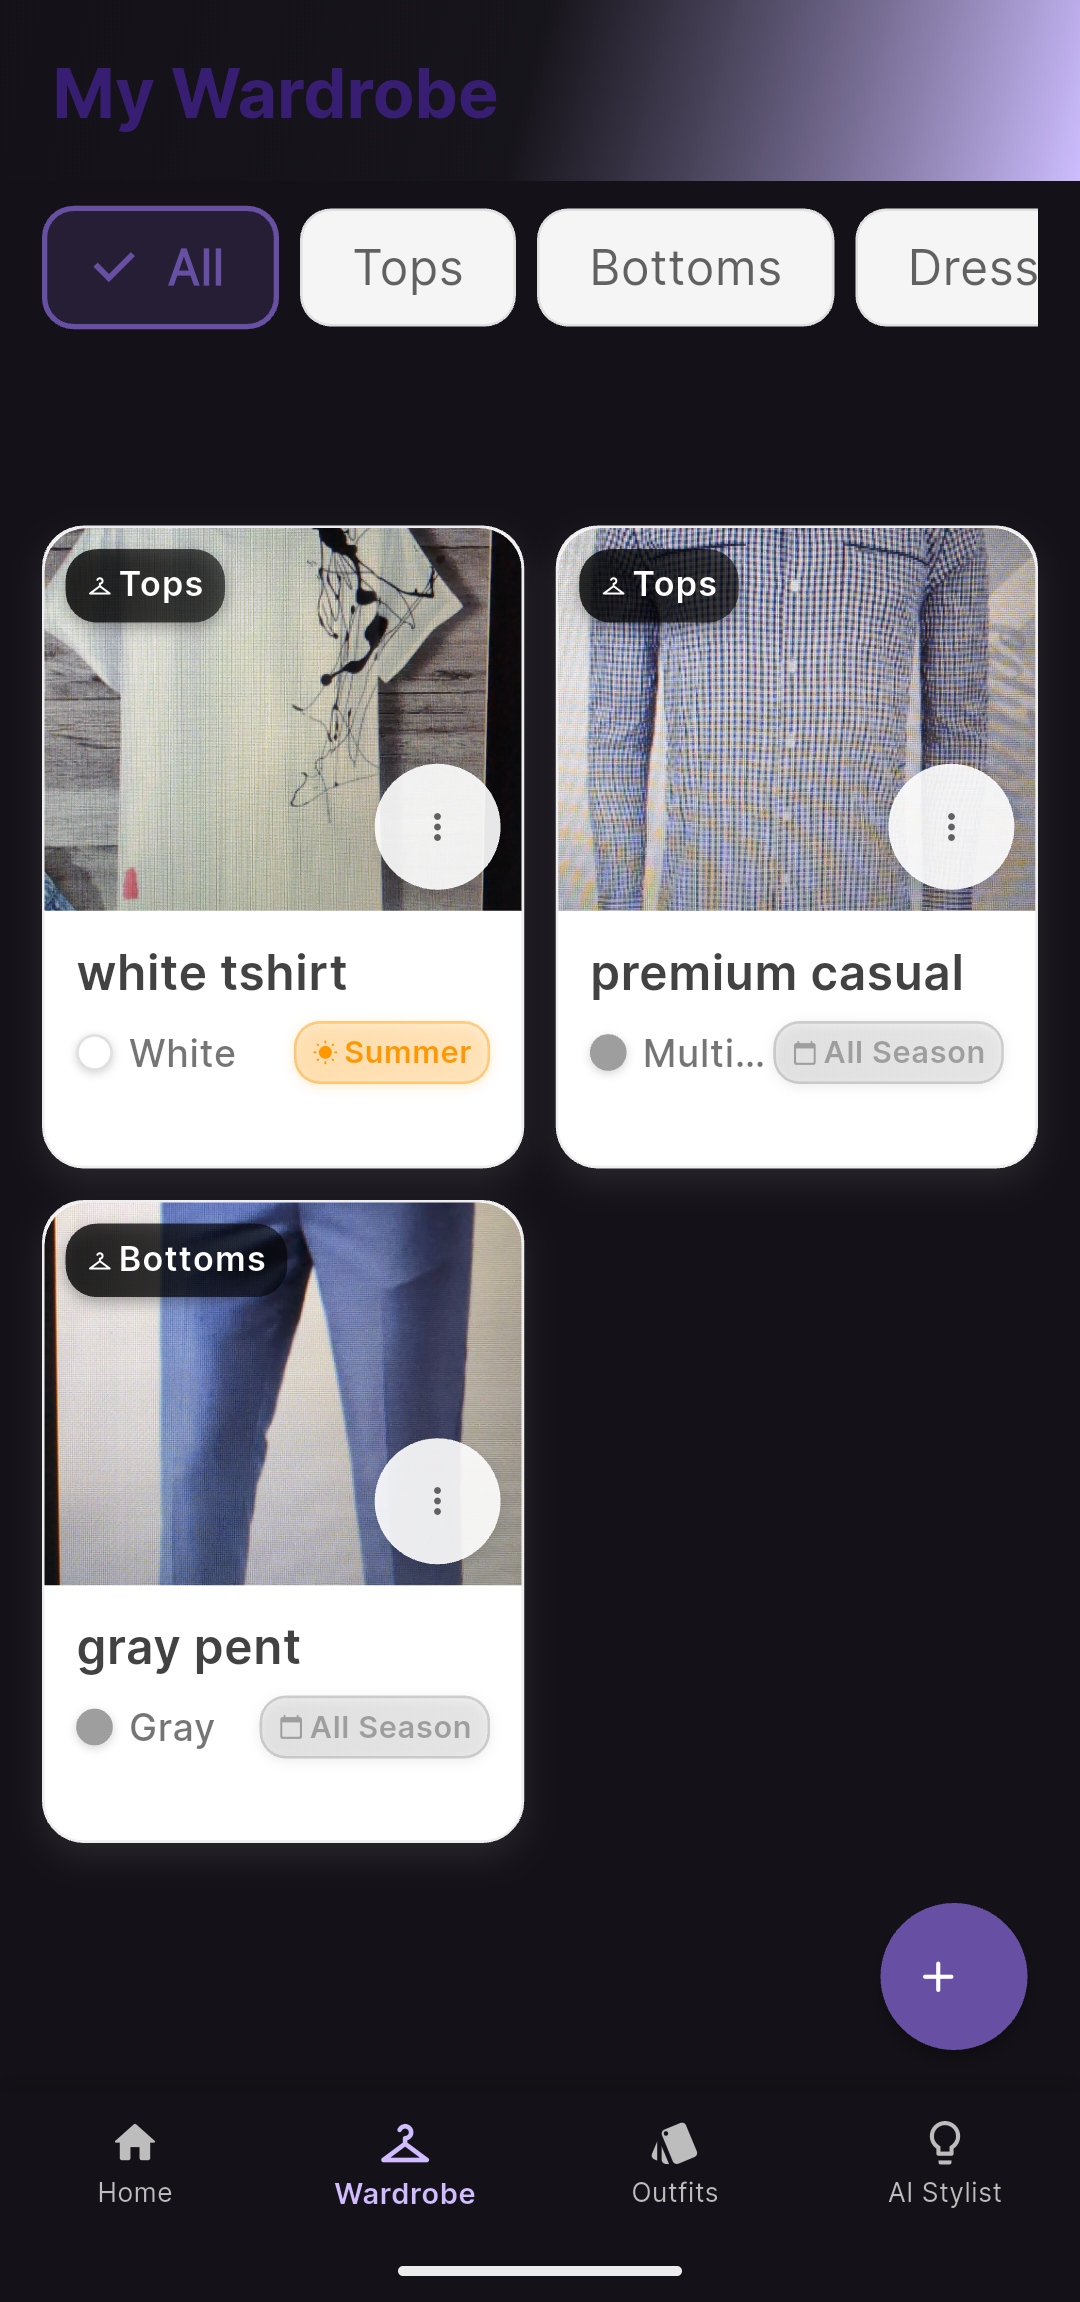 My Wardrobe
All
Tops
Bottoms
Dress
Tops
Tops
white tshirt
White
Summer
premium casual
Multi...
All Season
Bottoms
gray pent
Gray
All Season
Home
Wardrobe
Outfits
AI Stylist